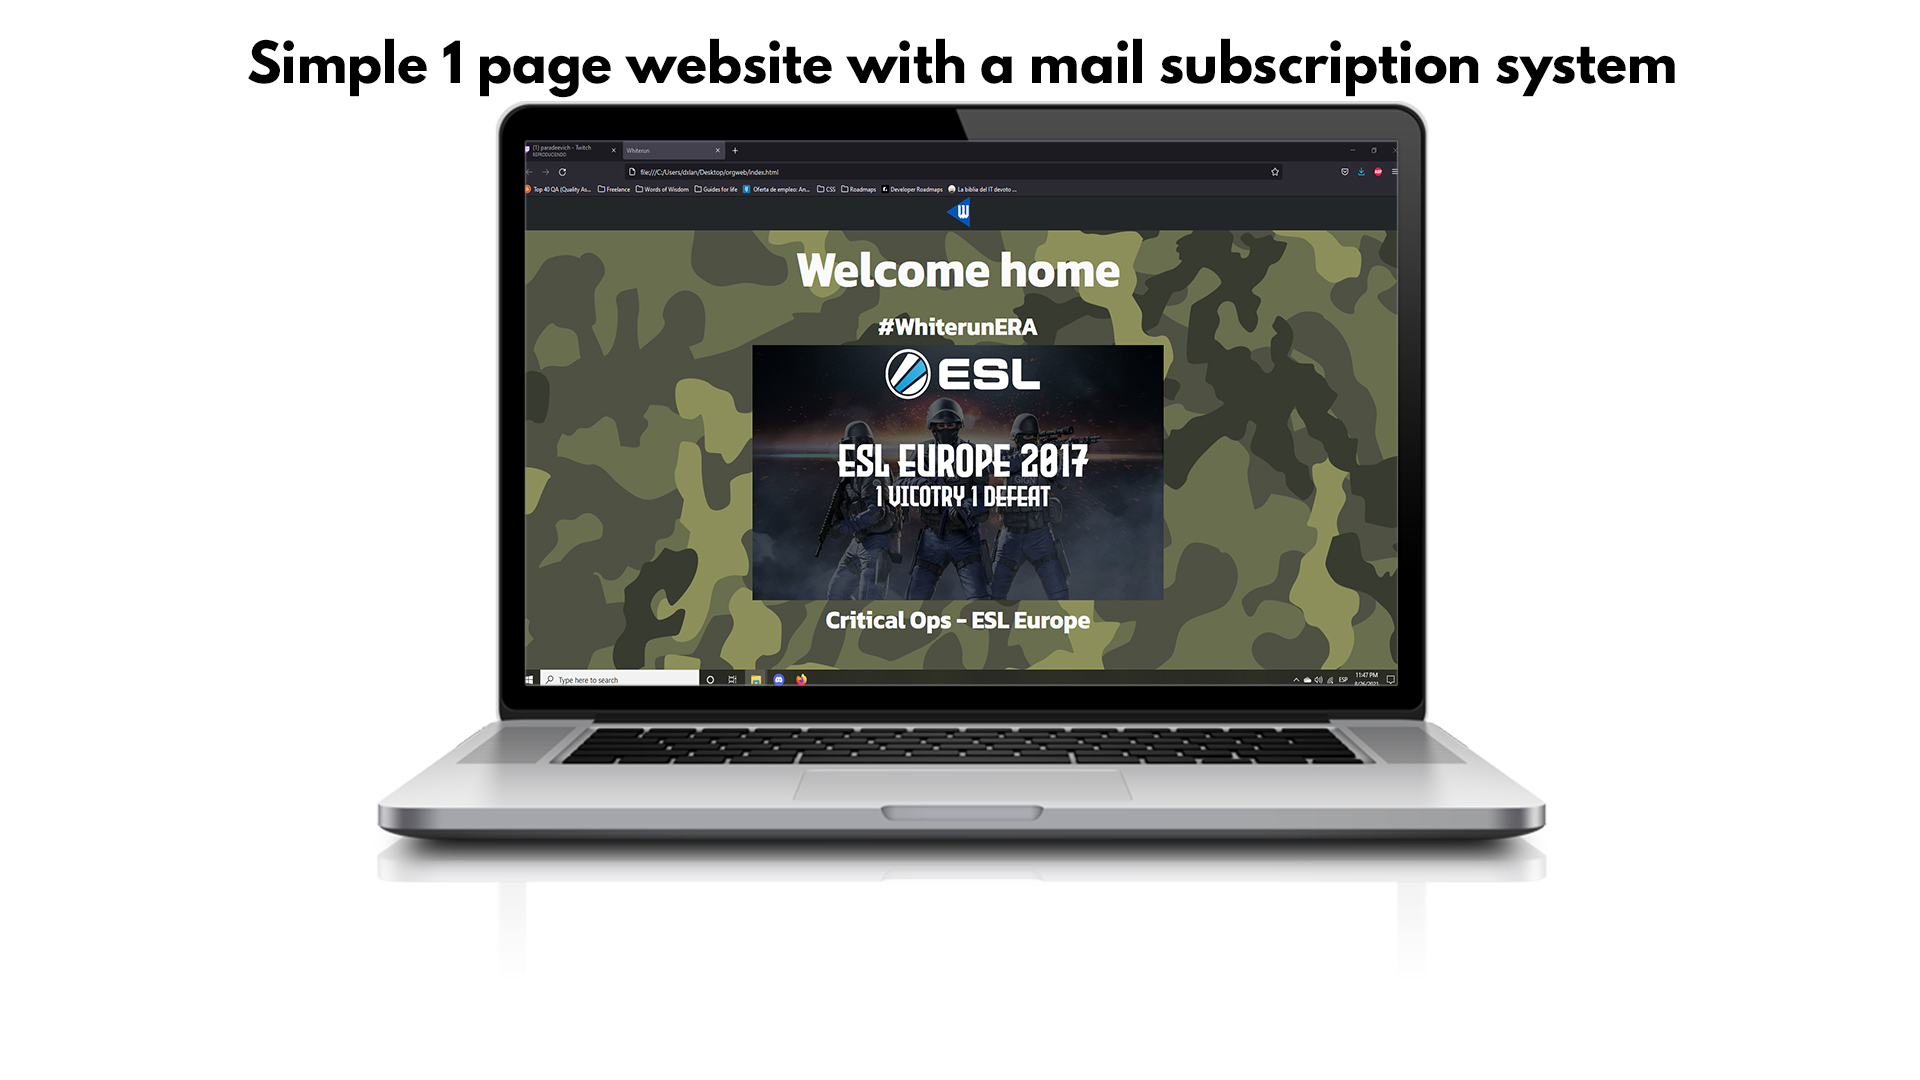 Simple 1 page website with a mail subscription system
(1) paradeevich - Twitch
REPRODUCIENDO
Whiterun
file:///C:/Users/dxlan/Desktop/orgweb/index.html
Top 40 QA (Quality As... Freelance Words of Wisdom Guides for life Oferta de empleo: An... CSS Roadmaps Developer Roadmaps La biblia del IT devoto ...
W
Welcome home
#WhiterunERA
ESL
ESL EUROPE 2017
1 VICOTRY 1 DEFEAT
GIGN
Critical Ops - ESL Europe
Type here to search
ESP
11:47 PM